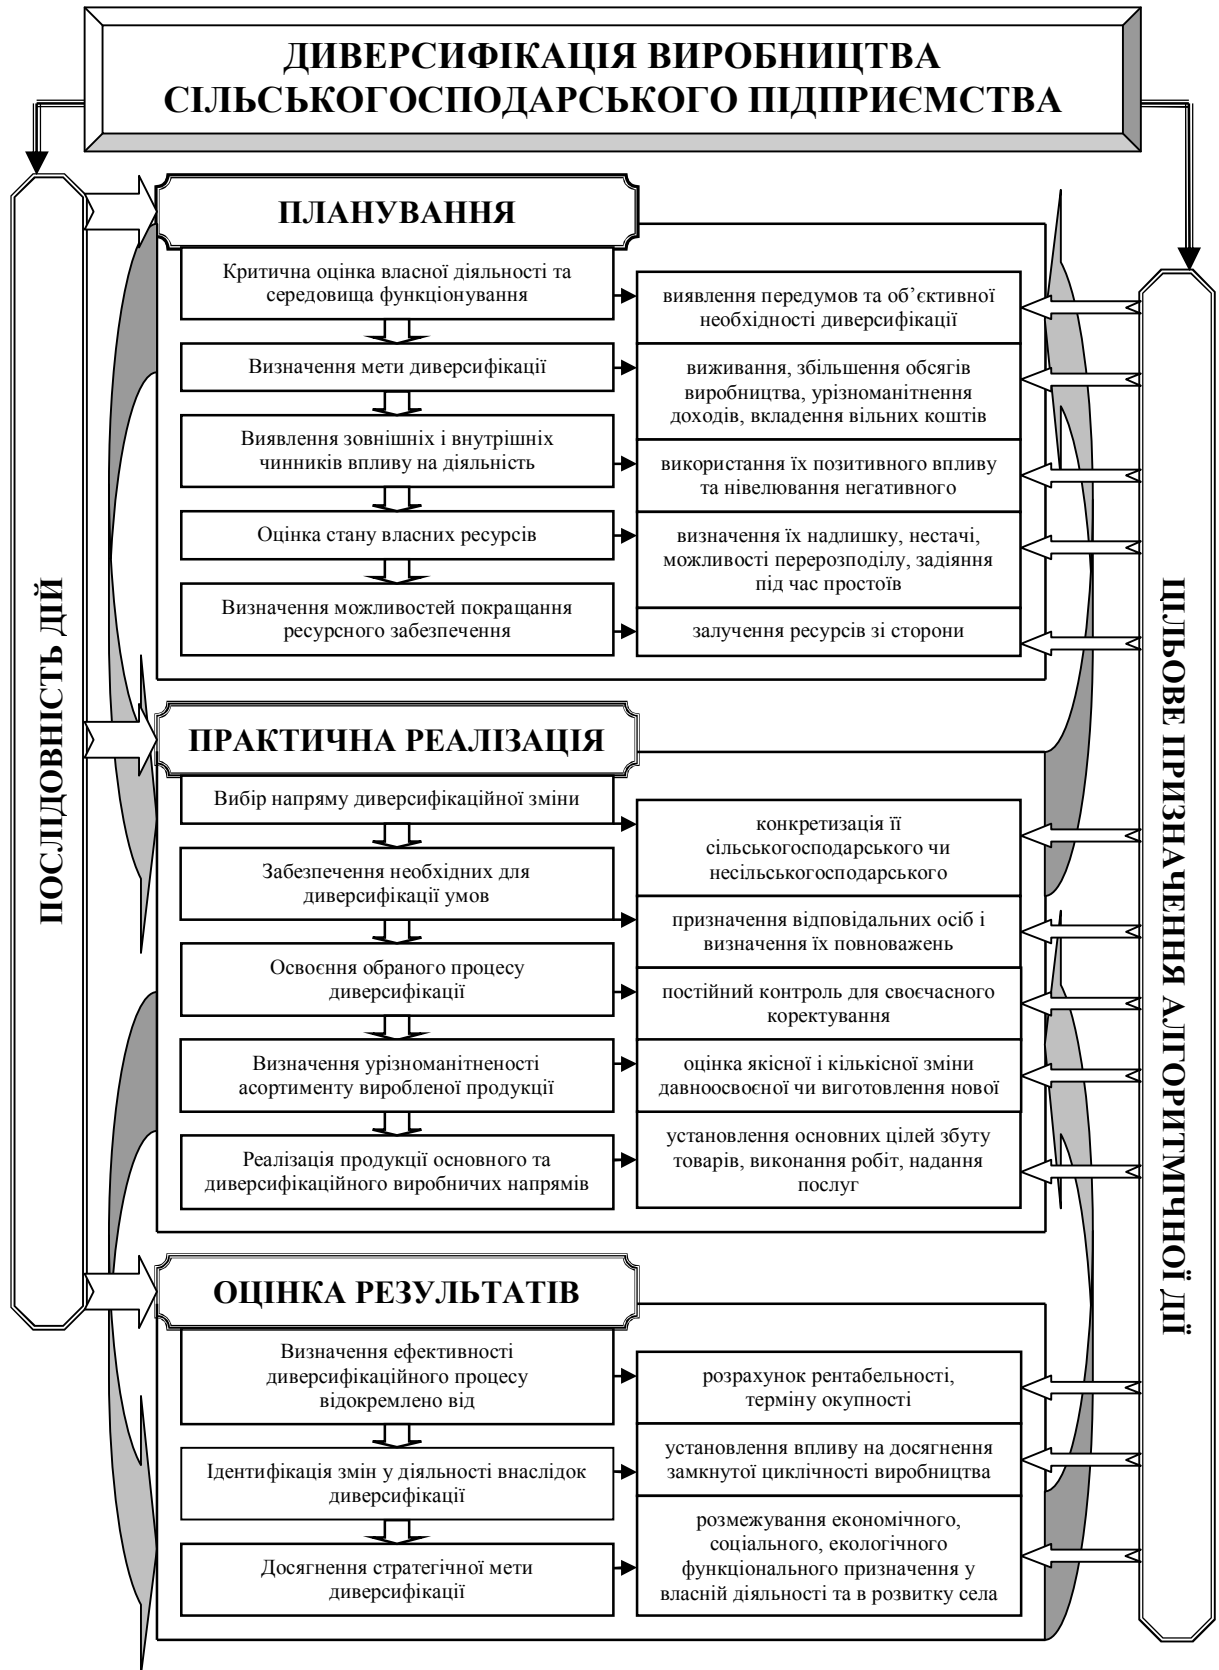 ДИВЕРСИФІКАЦІЯ ВИРОБНИЦТВА
СІЛЬСЬКОГОСПОДАРСЬКОГО ПІДПРИЄМСТВА
ПОСЛІДОВНІСТЬ ДІЙ
ПЛАНУВАННЯ
Критична оцінка власної діяльності та
середовища функціонування
виявлення передумов та об’єктивної
необхідності диверсифікації
Визначення мети диверсифікації
виживання, збільшення обсягів
виробництва, урізноманітнення
доходів, вкладення вільних коштів
Виявлення зовнішніх і внутрішніх
чинників впливу на діяльність
використання їх позитивного впливу
та нівелювання негативного
Оцінка стану власних ресурсів
визначення їх надлишку, нестачі,
можливості перерозподілу, задіяння
під час простоїв
Визначення можливостей покращання
ресурсного забезпечення
залучення ресурсів зі сторони
ПРАКТИЧНА РЕАЛІЗАЦІЯ
Вибір напряму диверсифікаційної зміни
конкретизація її
сільськогосподарського чи
несільськогосподарського
Забезпечення необхідних для
диверсифікації умов
призначення відповідальних осіб і
визначення їх повноважень
Освоєння обраного процесу
диверсифікації
постійний контроль для своєчасного
коректування
Визначення урізноманітненості
асортименту виробленої продукції
оцінка якісної і кількісної зміни
давноосвоєної чи виготовлення нової
Реалізація продукції основного та
диверсифікаційного виробничих напрямів
установлення основних цілей збуту
товарів, виконання робіт, надання
послуг
ОЦІНКА РЕЗУЛЬТАТІВ
Визначення ефективності
диверсифікаційного процесу
відокремлено від
розрахунок рентабельності,
терміну окупності
Ідентифікація змін у діяльності внаслідок
диверсифікації
установлення впливу на досягнення
замкнутої циклічності виробництва
Досягнення стратегічної мети
диверсифікації
розмежування економічного,
соціального, екологічного
функціонального призначення у
власній діяльності та в розвитку села
ЦІЛЬОВЕ ПРИЗНАЧЕННЯ АЛГОРИТМІЧНОЇ ДІЇ